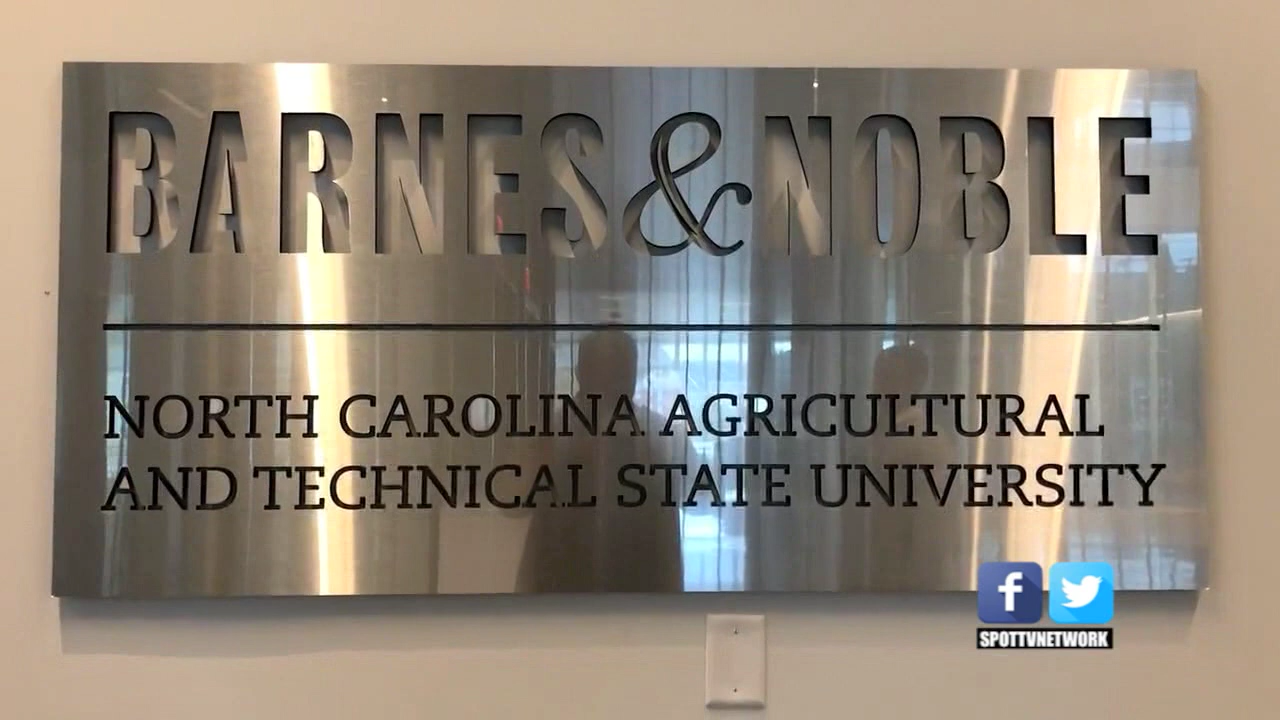 BARNES & NOBLE
NORTH CAROLINA AGRICULTURAL
AND TECHNICAL STATE UNIVERSITY
f
SPOTTVNETWORK